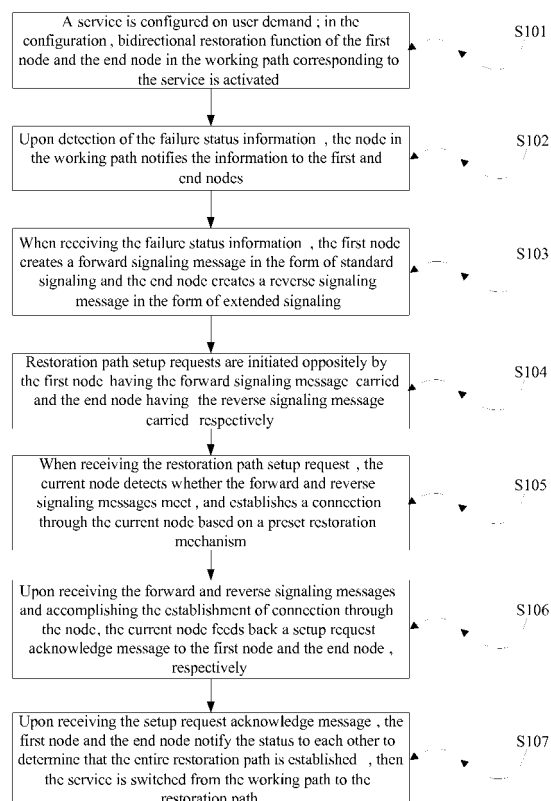 A service is configured on user demand ; in the
configuration , bidirectional restoration function of the first
node and the end node in the working path corresponding to
the service is activated
S101
Upon detection of the failure status information , the node in
the working path notifies the information to the first and
end nodes
S102
When receiving the failure status information , the first node
creates a forward signaling message in the form of standard
signaling and the end node creates a reverse signaling
message in the form of extended signaling
S103
Restoration path setup requests are initiated oppositely by
the first node having the forward signaling message carried
and the end node having the reverse signaling message
carried respectively
S104
When receiving the restoration path setup request , the
current node detects whether the forward and reverse
signaling messages meet , and establishes a connection
through the current node based on a preset restoration
mechanism
S105
Upon receiving the forward and reverse signaling messages
and accomplishing the establishment of connection through
the node, the current node feeds back a setup request
acknowledge message to the first node and the end node ,
respectively
S106
Upon receiving the setup request acknowledge message , the
first node and the end node notify the status to each other to
determine that the entire restoration path is established , then
the service is switched from the working path to the
restoration path
S107